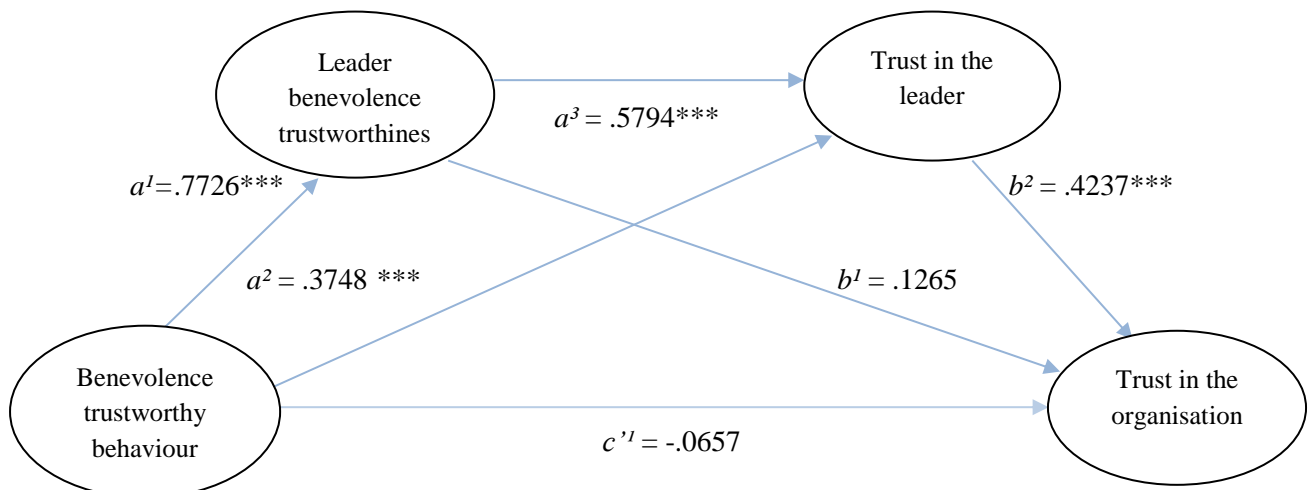 Leader
benevolence
trustworthines
Trust in the
leader
a³ = .5794***
a¹=.7726***
b² = .4237***
a² = .3748 ***
b¹ = .1265
Benevolence
trustworthy
behaviour
Trust in the
organisation
c’¹ = -.0657